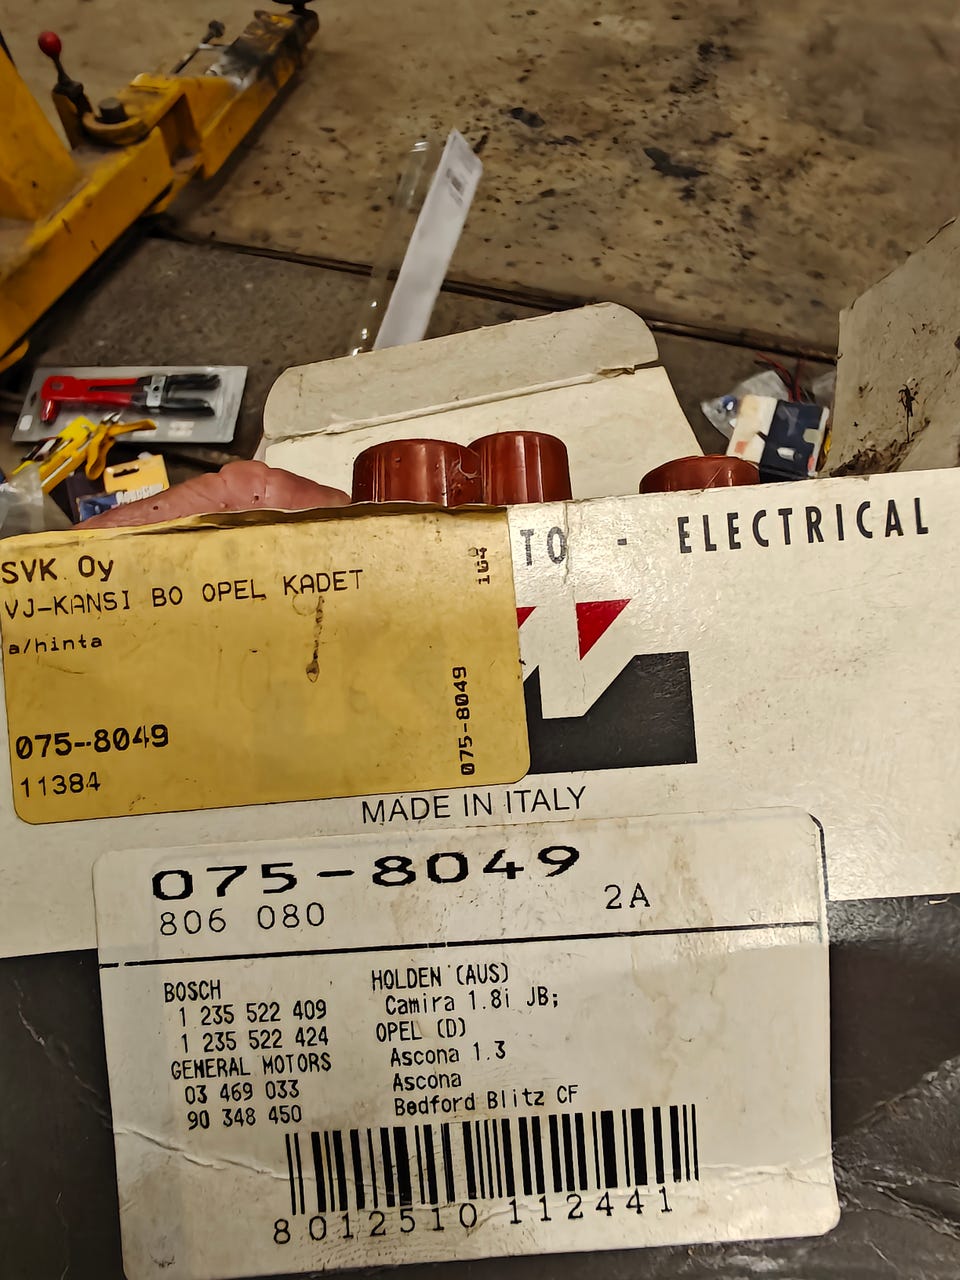 TO - ELECTRICAL
SVK Oy
VJ-KANSI BO OPEL KADET
a/hinta
075-8049
11384
075-8049
MADE IN ITALY
075-8049
806 080
2A
BOSCH
1 235 522 409
1 235 522 424
GENERAL MOTORS
03 469 033
90 348 450
HOLDEN (AUS)
Camira 1.8i JB;
OPEL (D)
Ascona 1.3
Ascona
Bedford Blitz CF
8 012510 112441